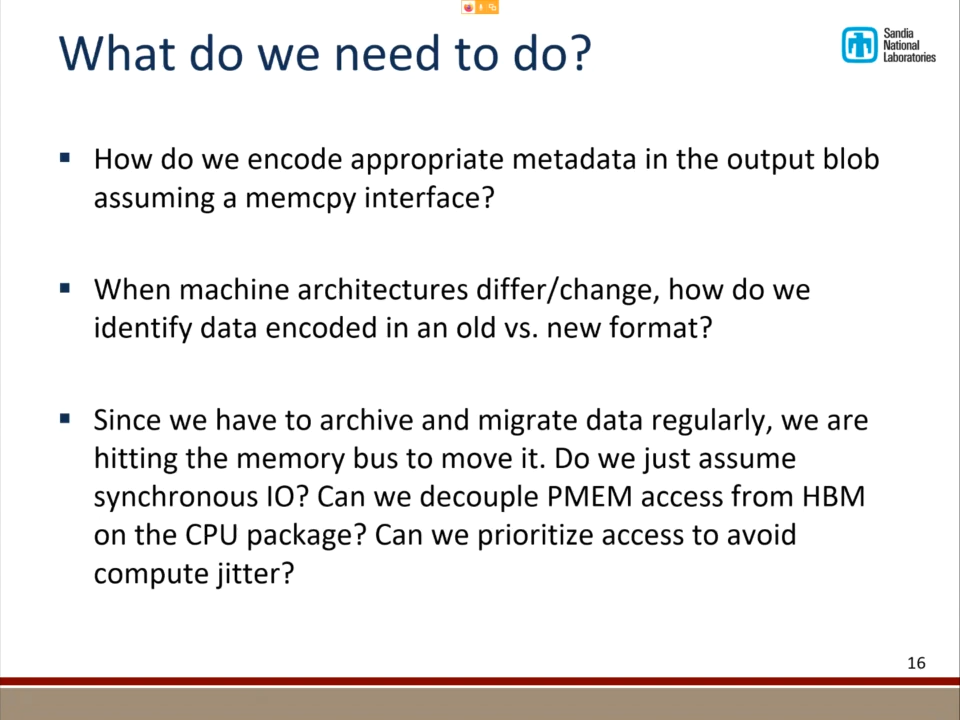 What do we need to do?
Sandia
National
Laboratories
▪ How do we encode appropriate metadata in the output blob
assuming a memcpy interface?
▪ When machine architectures differ/change, how do we
identify data encoded in an old vs. new format?
▪ Since we have to archive and migrate data regularly, we are
hitting the memory bus to move it. Do we just assume
synchronous IO? Can we decouple PMEM access from HBM
on the CPU package? Can we prioritize access to avoid
compute jitter?
16